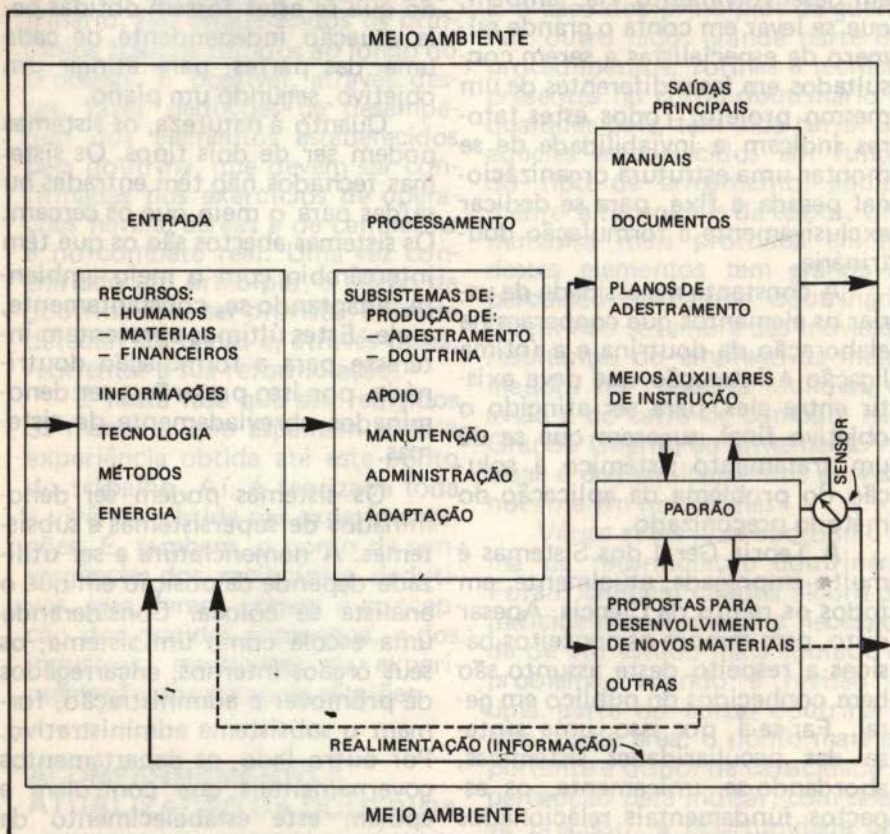 MEIO AMBIENTE
SAÍDAS
PRINCIPAIS
MANUAIS
ENTRADA
PROCESSAMENTO
DOCUMENTOS
RECURSOS:
– HUMANOS
– MATERIAIS
– FINANCEIROS
INFORMAÇÕES
TECNOLOGIA
MÉTODOS
ENERGIA
SUBSISTEMAS DE:
– PRODUÇÃO DE:
– ADESTRAMENTO
– DOUTRINA
APOIO
MANUTENÇÃO
ADMINISTRAÇÃO
ADAPTAÇÃO
PLANOS DE
ADESTRAMENTO
MEIOS AUXILIARES
DE INSTRUÇÃO
PADRÃO
SENSOR
PROPOSTAS PARA
DESENVOLVIMENTO
DE NOVOS MATERIAIS
OUTRAS
REALIMENTAÇÃO (INFORMAÇÃO)
MEIO AMBIENTE